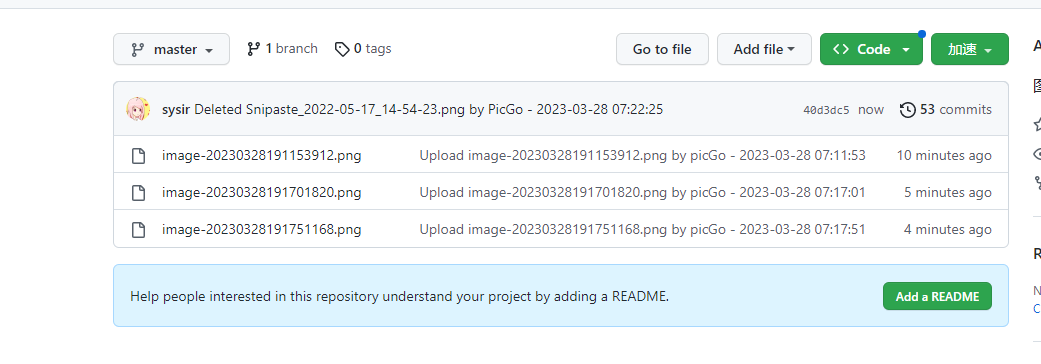 master 1 branch 0 tags Go to file Add file Code 加速
sysir Deleted Snipaste_2022-05-17_14-54-23.png by PicGo - 2023-03-28 07:22:25 40d3dc5 now 53 commits
image-20230328191153912.png Upload image-20230328191153912.png by picGo - 2023-03-28 07:11:53 10 minutes ago
image-20230328191701820.png Upload image-20230328191701820.png by picGo - 2023-03-28 07:17:01 5 minutes ago
image-20230328191751168.png Upload image-20230328191751168.png by picGo - 2023-03-28 07:17:51 4 minutes ago
Help people interested in this repository understand your project by adding a README. Add a README